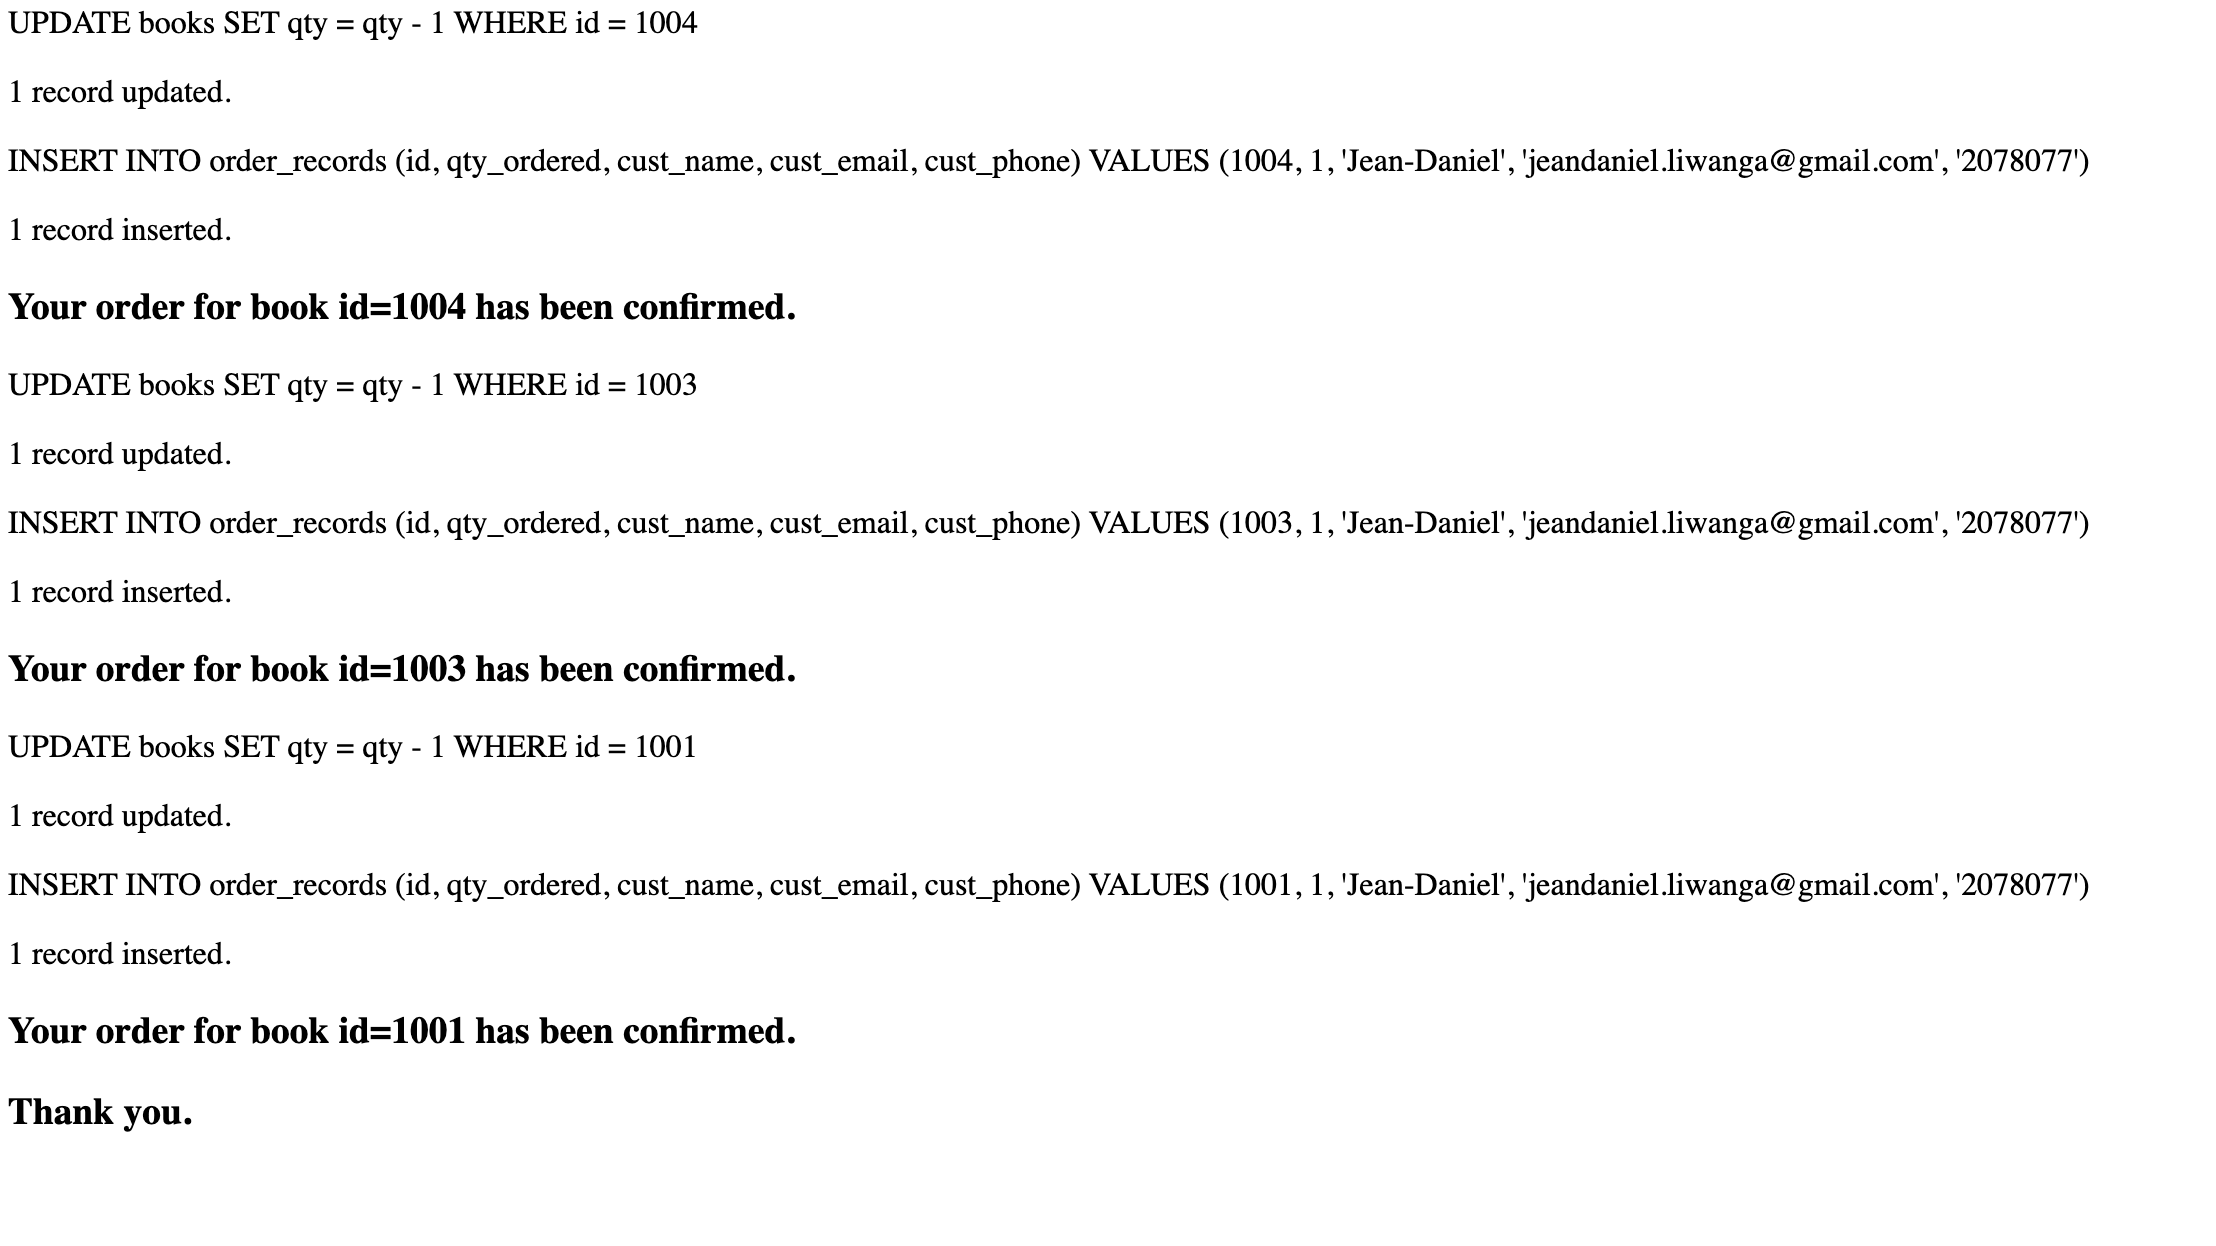 UPDATE books SET qty = qty - 1 WHERE id = 1004
1 record updated.
INSERT INTO order_records (id, qty_ordered, cust_name, cust_email, cust_phone) VALUES (1004, 1, 'Jean-Daniel', 'jeandaniel.liwanga@gmail.com', '2078077')
1 record inserted.
Your order for book id=1004 has been confirmed.
UPDATE books SET qty = qty - 1 WHERE id = 1003
1 record updated.
INSERT INTO order_records (id, qty_ordered, cust_name, cust_email, cust_phone) VALUES (1003, 1, 'Jean-Daniel', 'jeandaniel.liwanga@gmail.com', '2078077')
1 record inserted.
Your order for book id=1003 has been confirmed.
UPDATE books SET qty = qty - 1 WHERE id = 1001
1 record updated.
INSERT INTO order_records (id, qty_ordered, cust_name, cust_email, cust_phone) VALUES (1001, 1, 'Jean-Daniel', 'jeandaniel.liwanga@gmail.com', '2078077')
1 record inserted.
Your order for book id=1001 has been confirmed.
Thank you.